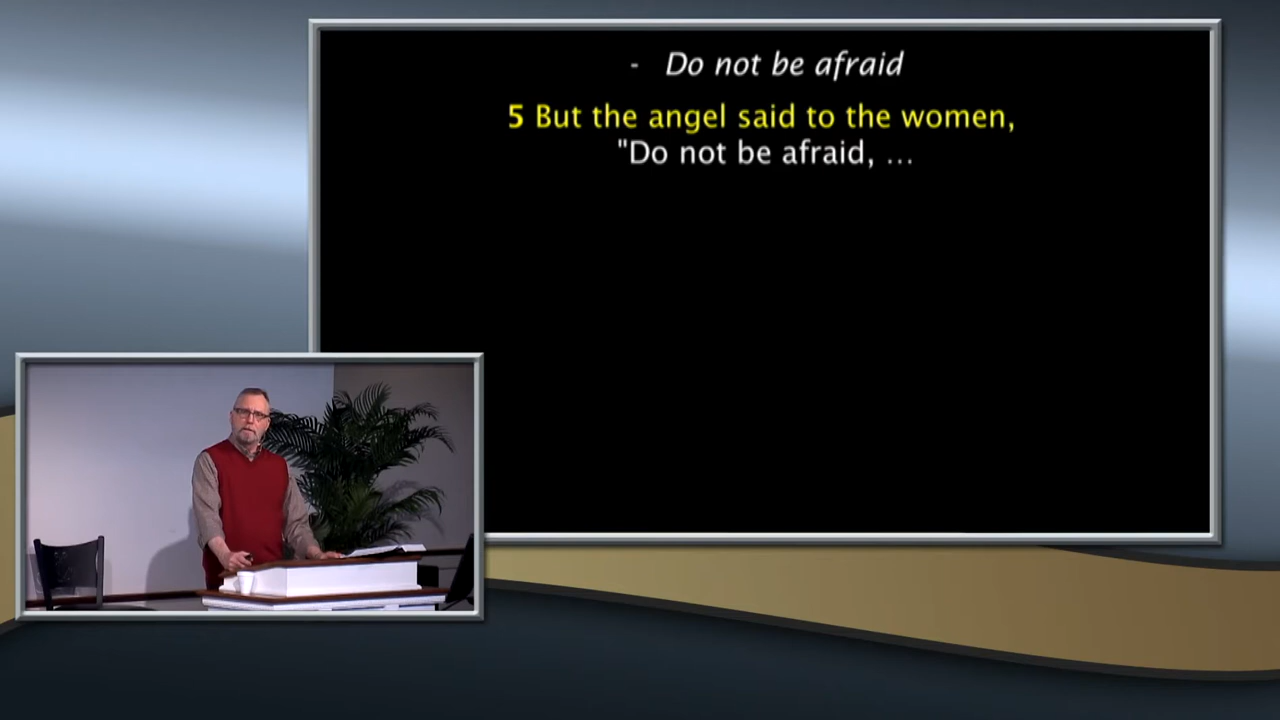 - Do not be afraid
5 But the angel said to the women,
"Do not be afraid, ...